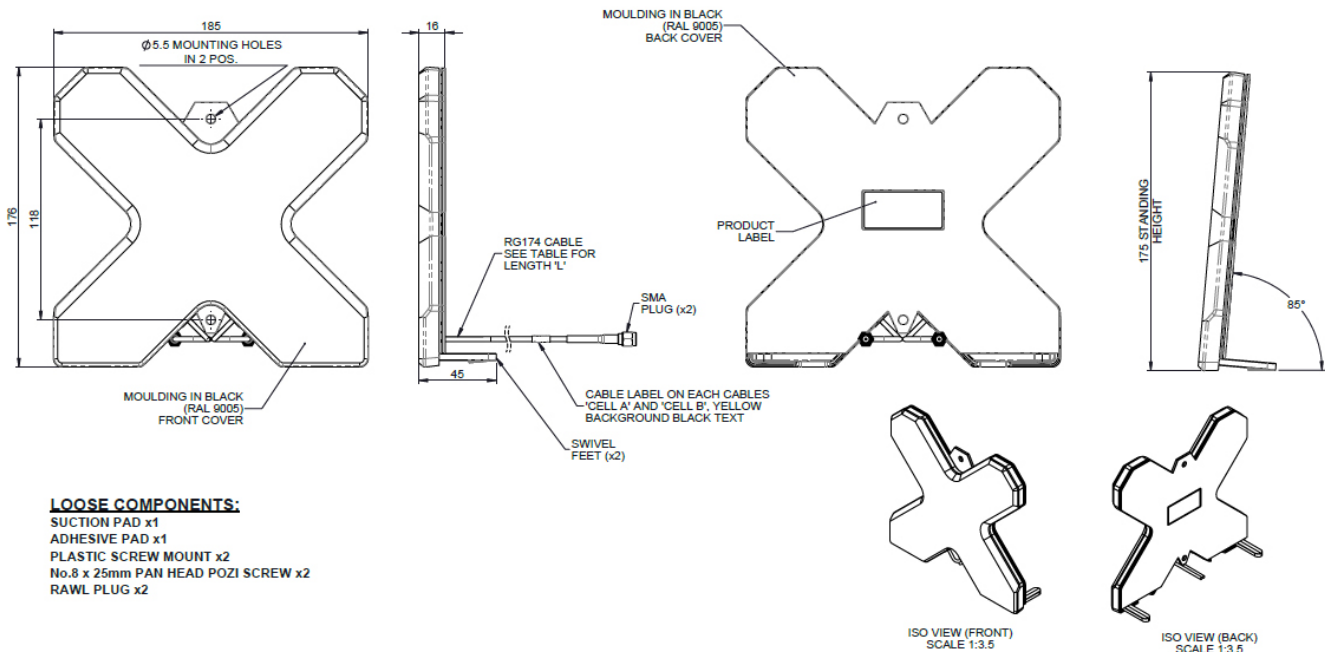 185
Ø5.5 MOUNTING HOLES
IN 2 POS.
176
118
MOULDING IN BLACK
(RAL 9005)
FRONT COVER
16
RG174 CABLE
SEE TABLE FOR
LENGTH 'L'
SMA
PLUG (x2)
45
CABLE LABEL ON EACH CABLES
'CELL A' AND 'CELL B', YELLOW
BACKGROUND BLACK TEXT
SWIVEL
FEET (x2)
MOULDING IN BLACK
(RAL 9005)
BACK COVER
PRODUCT
LABEL
175 STANDING
HEIGHT
85°
LOOSE COMPONENTS:
SUCTION PAD x1
ADHESIVE PAD x1
PLASTIC SCREW MOUNT x2
No.8 x 25mm PAN HEAD POZI SCREW x2
RAWL PLUG x2
ISO VIEW (FRONT)
SCALE 1:3.5
ISO VIEW (BACK)
SCALE 1:3.5